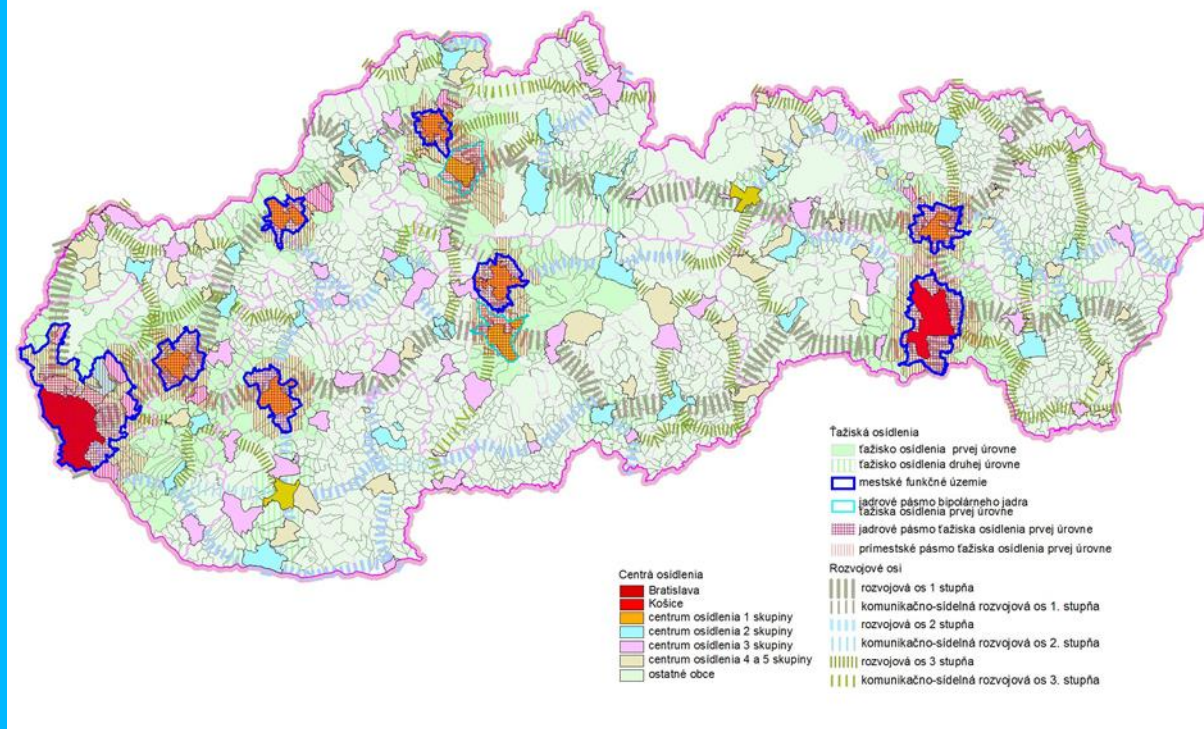 Ťažiská osídlenia
ťažisko osídlenia prvej úrovne
ťažisko osídlenia druhej úrovne
mestské funkčné územie
jadrové pásmo bipolárneho jadra
ťažiska osídlenia prvej úrovne
jadrové pásmo ťažiska osídlenia prvej úrovne
prímestské pásmo ťažiska osídlenia prvej úrovne
Centrá osídlenia
Bratislava
Košice
centrum osídlenia 1 skupiny
centrum osídlenia 2 skupiny
centrum osídlenia 3 skupiny
centrum osídlenia 4 a 5 skupiny
ostatné obce
Rozvojové osi
rozvojová os 1 stupňa
komunikačno-sídelná rozvojová os 1. stupňa
rozvojová os 2 stupňa
komunikačno-sídelná rozvojová os 2. stupňa
rozvojová os 3 stupňa
komunikačno-sídelná rozvojová os 3. stupňa